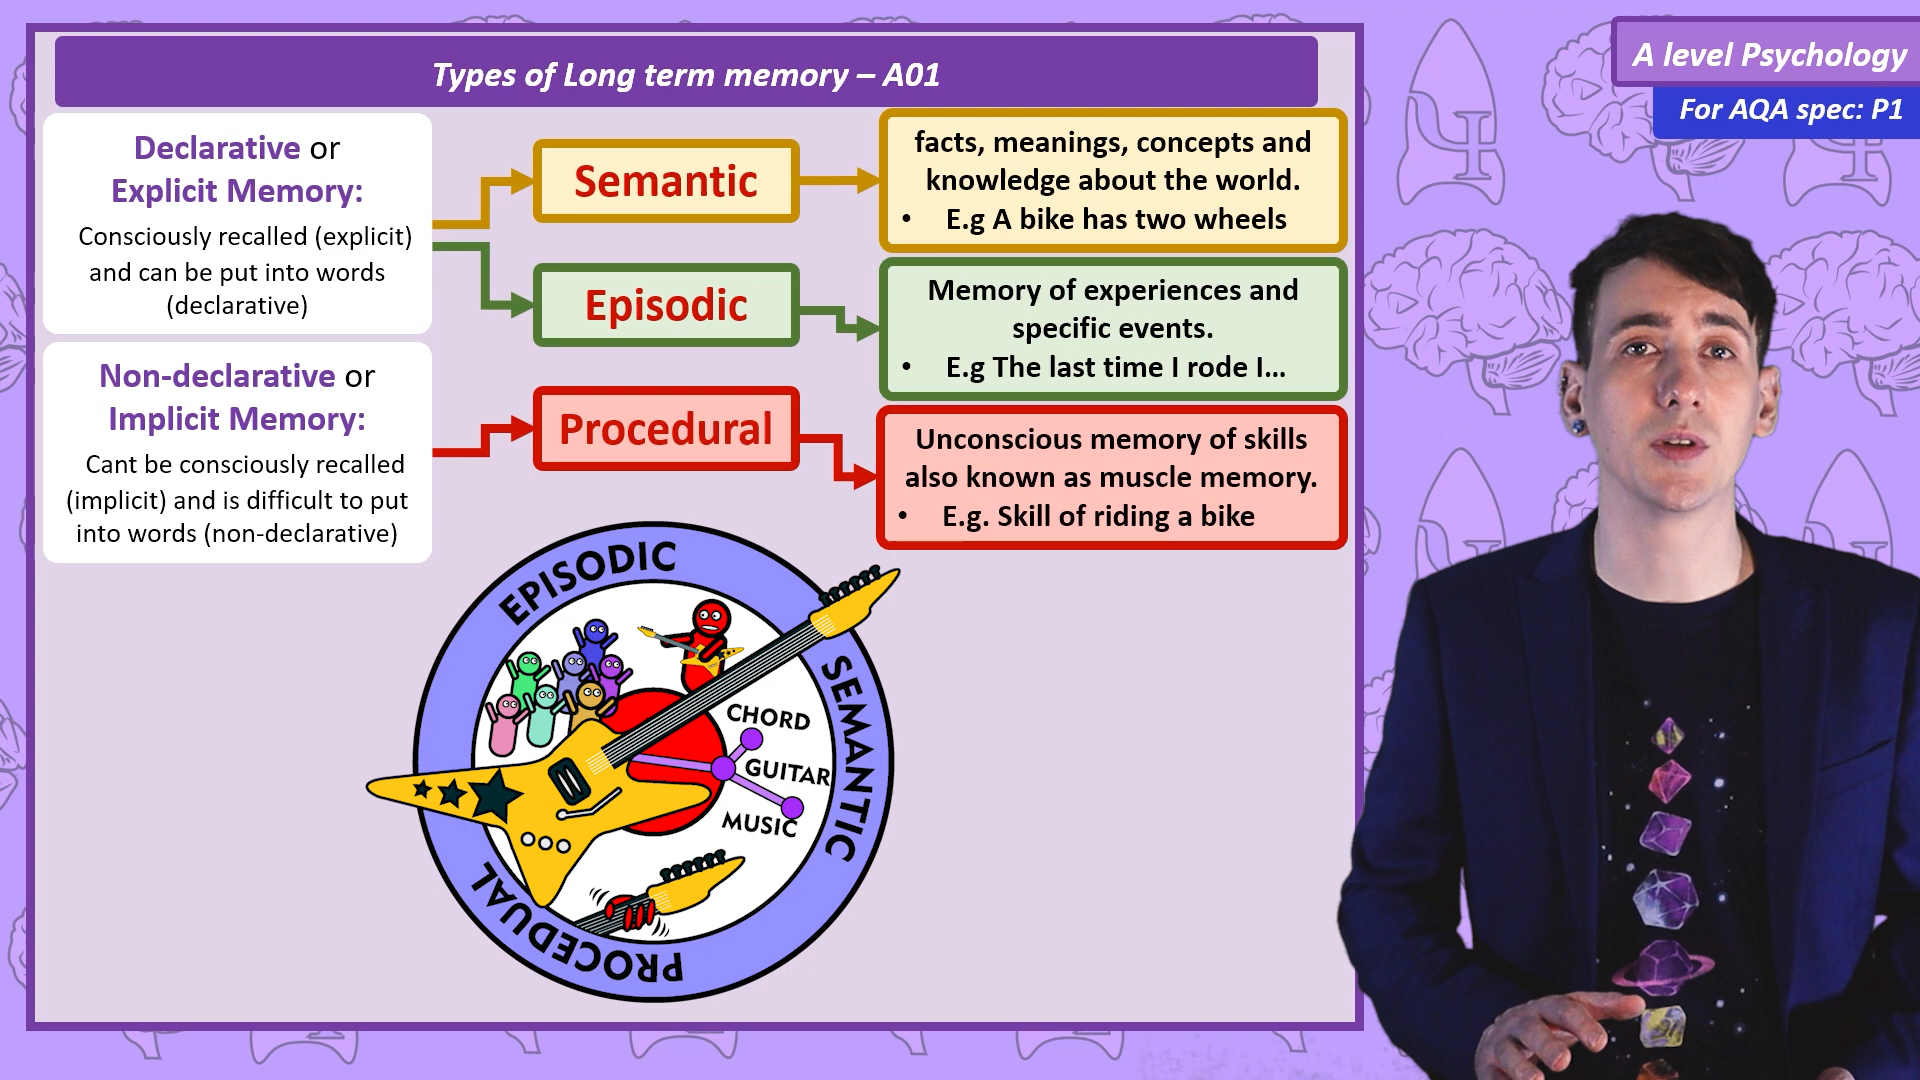 Types of Long term memory – A01
A level Psychology
For AQA spec: P1
Declarative or
Explicit Memory:
Consciously recalled (explicit)
and can be put into words
(declarative)
Non-declarative or
Implicit Memory:
Cant be consciously recalled
(implicit) and is difficult to put
into words (non-declarative)
Semantic
Episodic
Procedural
facts, meanings, concepts and
knowledge about the world.
• E.g A bike has two wheels
Memory of experiences and
specific events.
• E.g The last time I rode I...
Unconscious memory of skills
also known as muscle memory.
• E.g. Skill of riding a bike
EPISODIC
SEMANTIC
PROCEDUAL
CHORD
GUITAR
MUSIC